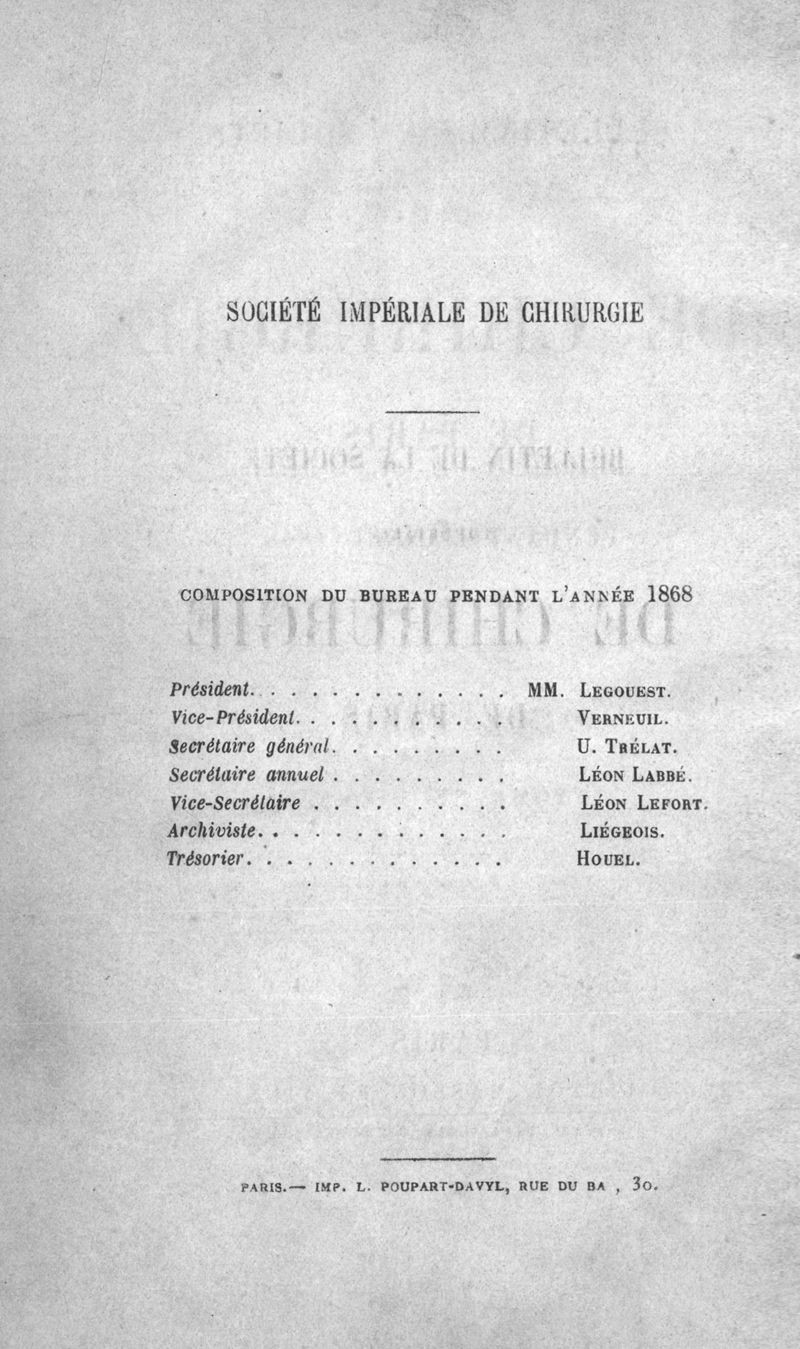 SOCIÉTÉ IMPÉRIALE DE CHIRURGIE
COMPOSITION DU BUREAU PENDANT L'ANNÉE 1868
Président. . . . . . . . . . . . . MM. LEGOUEST.
Vice-Président. . . . . . . . . . . VERNEUIL.
Secrétaire général. . . . . . . . . U. TRÉLAT.
Secrétaire annuel . . . . . . . . . LÉON LABBÉ.
Vice-Secrétaire . . . . . . . . . . LÉON LEFORT.
Archiviste. . . . . . . . . . . . . LIÉGEOIS.
Trésorier. . . . . . . . . . . . . HOUEL.
PARIS.— IMP. L. POUPART-DAVYL, RUE DU BA , 30.